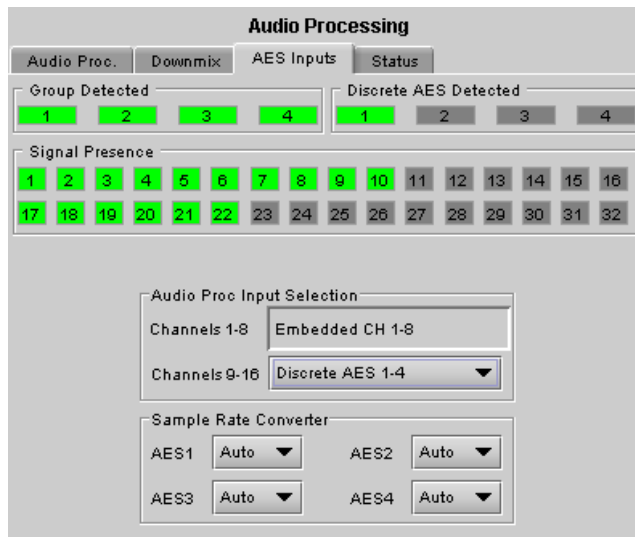 Audio Processing
Audio Proc. Downmix AES Inputs Status
Group Detected Discrete AES Detected
1 2 3 4 1 2 3 4
Signal Presence
1 2 3 4 5 6 7 8 9 10 11 12 13 14 15 16
17 18 19 20 21 22 23 24 25 26 27 28 29 30 31 32
Audio Proc Input Selection
Channels 1-8 Embedded CH 1-8
Channels 9-16 Discrete AES 1-4
Sample Rate Converter
AES1 Auto AES2 Auto
AES3 Auto AES4 Auto